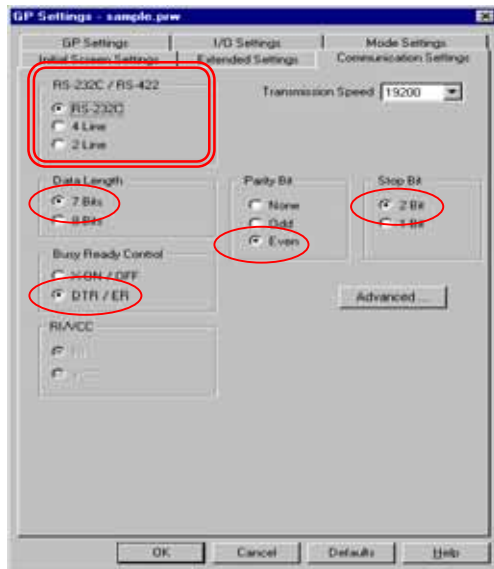 GP Settings - sample.prw
GP Settings
I/O Settings
Mode Settings
Initial Screen Settings
Extended Settings
Communication Settings
RS-232C / RS-422
RS-232C
4 Line
2 Line
Transmission Speed 19200
Data Length
7 Bits
8 Bits
Parity Bit
None
Odd
Even
Stop Bit
2 Bit
1 Bit
Busy Ready Control
X-ON / OFF
DTR / ER
Advanced ...
RI/VCC
OK
Cancel
Defaults
Help